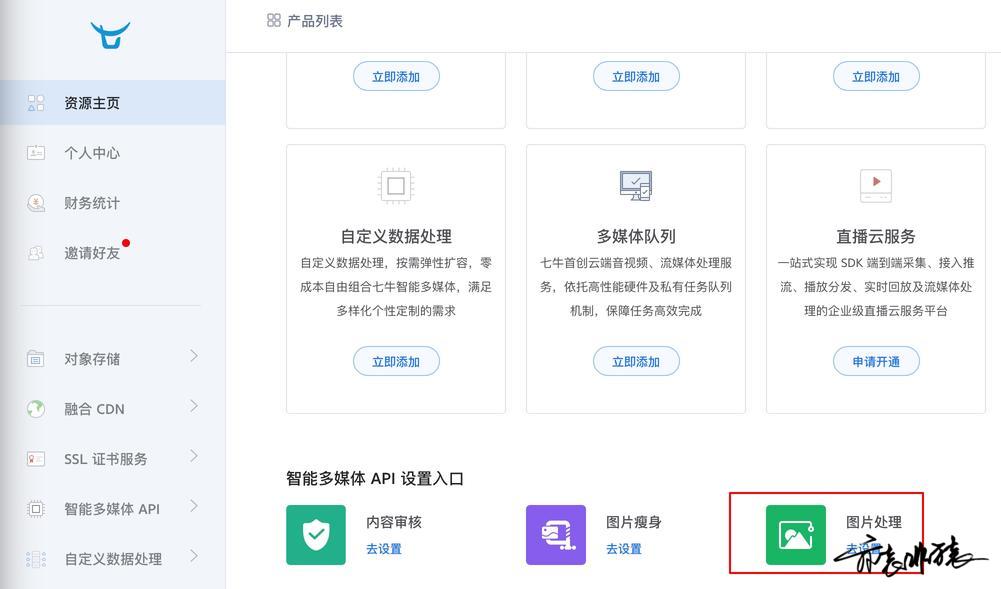 产品列表
资源主页
个人中心
财务统计
邀请好友
对象存储
融合 CDN
SSL 证书服务
智能多媒体 API
自定义数据处理
立即添加
立即添加
立即添加
自定义数据处理
自定义数据处理，按需弹性扩容，零
成本自由组合七牛智能多媒体，满足
多样化个性定制的需求
立即添加
多媒体队列
七牛首创云端音视频、流媒体处理服
务，依托高性能硬件及私有任务队列
机制，保障任务高效完成
立即添加
直播云服务
一站式实现 SDK 端到端采集、接入推
流、播放分发、实时回放及流媒体处
理的企业级直播云服务平台
申请开通
智能多媒体 API 设置入口
内容审核
去设置
图片瘦身
去设置
图片处理
去设置